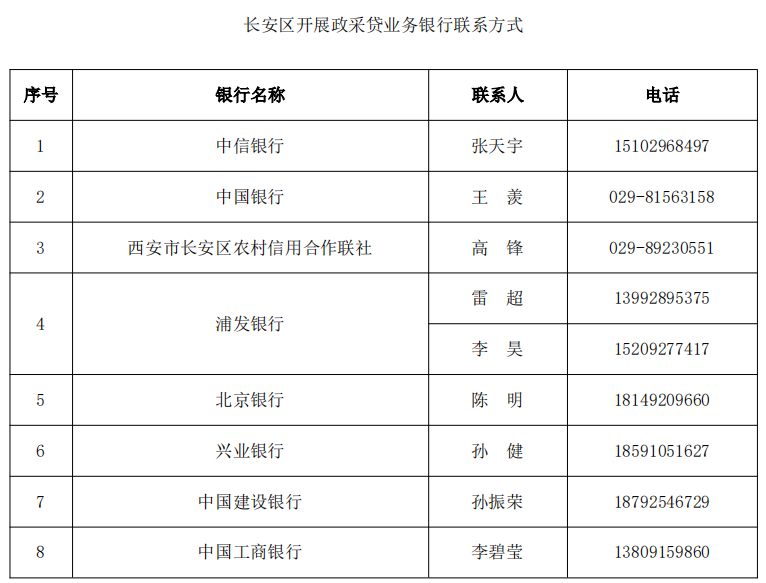 长安区开展政采贷业务银行联系方式
序号 银行名称 联系人 电话
1 中信银行 张天宇 15102968497
2 中国银行 王 羡 029-81563158
3 西安市长安区农村信用合作联社 高 锋 029-89230551
4 浦发银行 雷 超 13992895375
李 昊 15209277417
5 北京银行 陈 明 18149209660
6 兴业银行 孙 健 18591051627
7 中国建设银行 孙振荣 18792546729
8 中国工商银行 李碧莹 13809159860